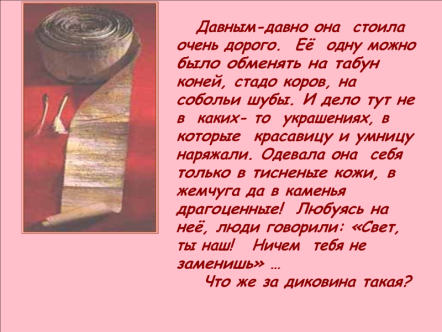 Давным-давно она стоила
очень дорого. Её одну можно
было обменять на табун
коней, стадо коров, на
собольи шубы. И дело тут не
в каких- то украшениях, в
которые красавицу и умницу
наряжали. Одевала она себя
только в тисненые кожи, в
жемчуга да в каменья
драгоценные! Любуясь на
неё, люди говорили: «Свет,
ты наш! Ничем тебя не
заменишь» …
Что же за диковина такая?